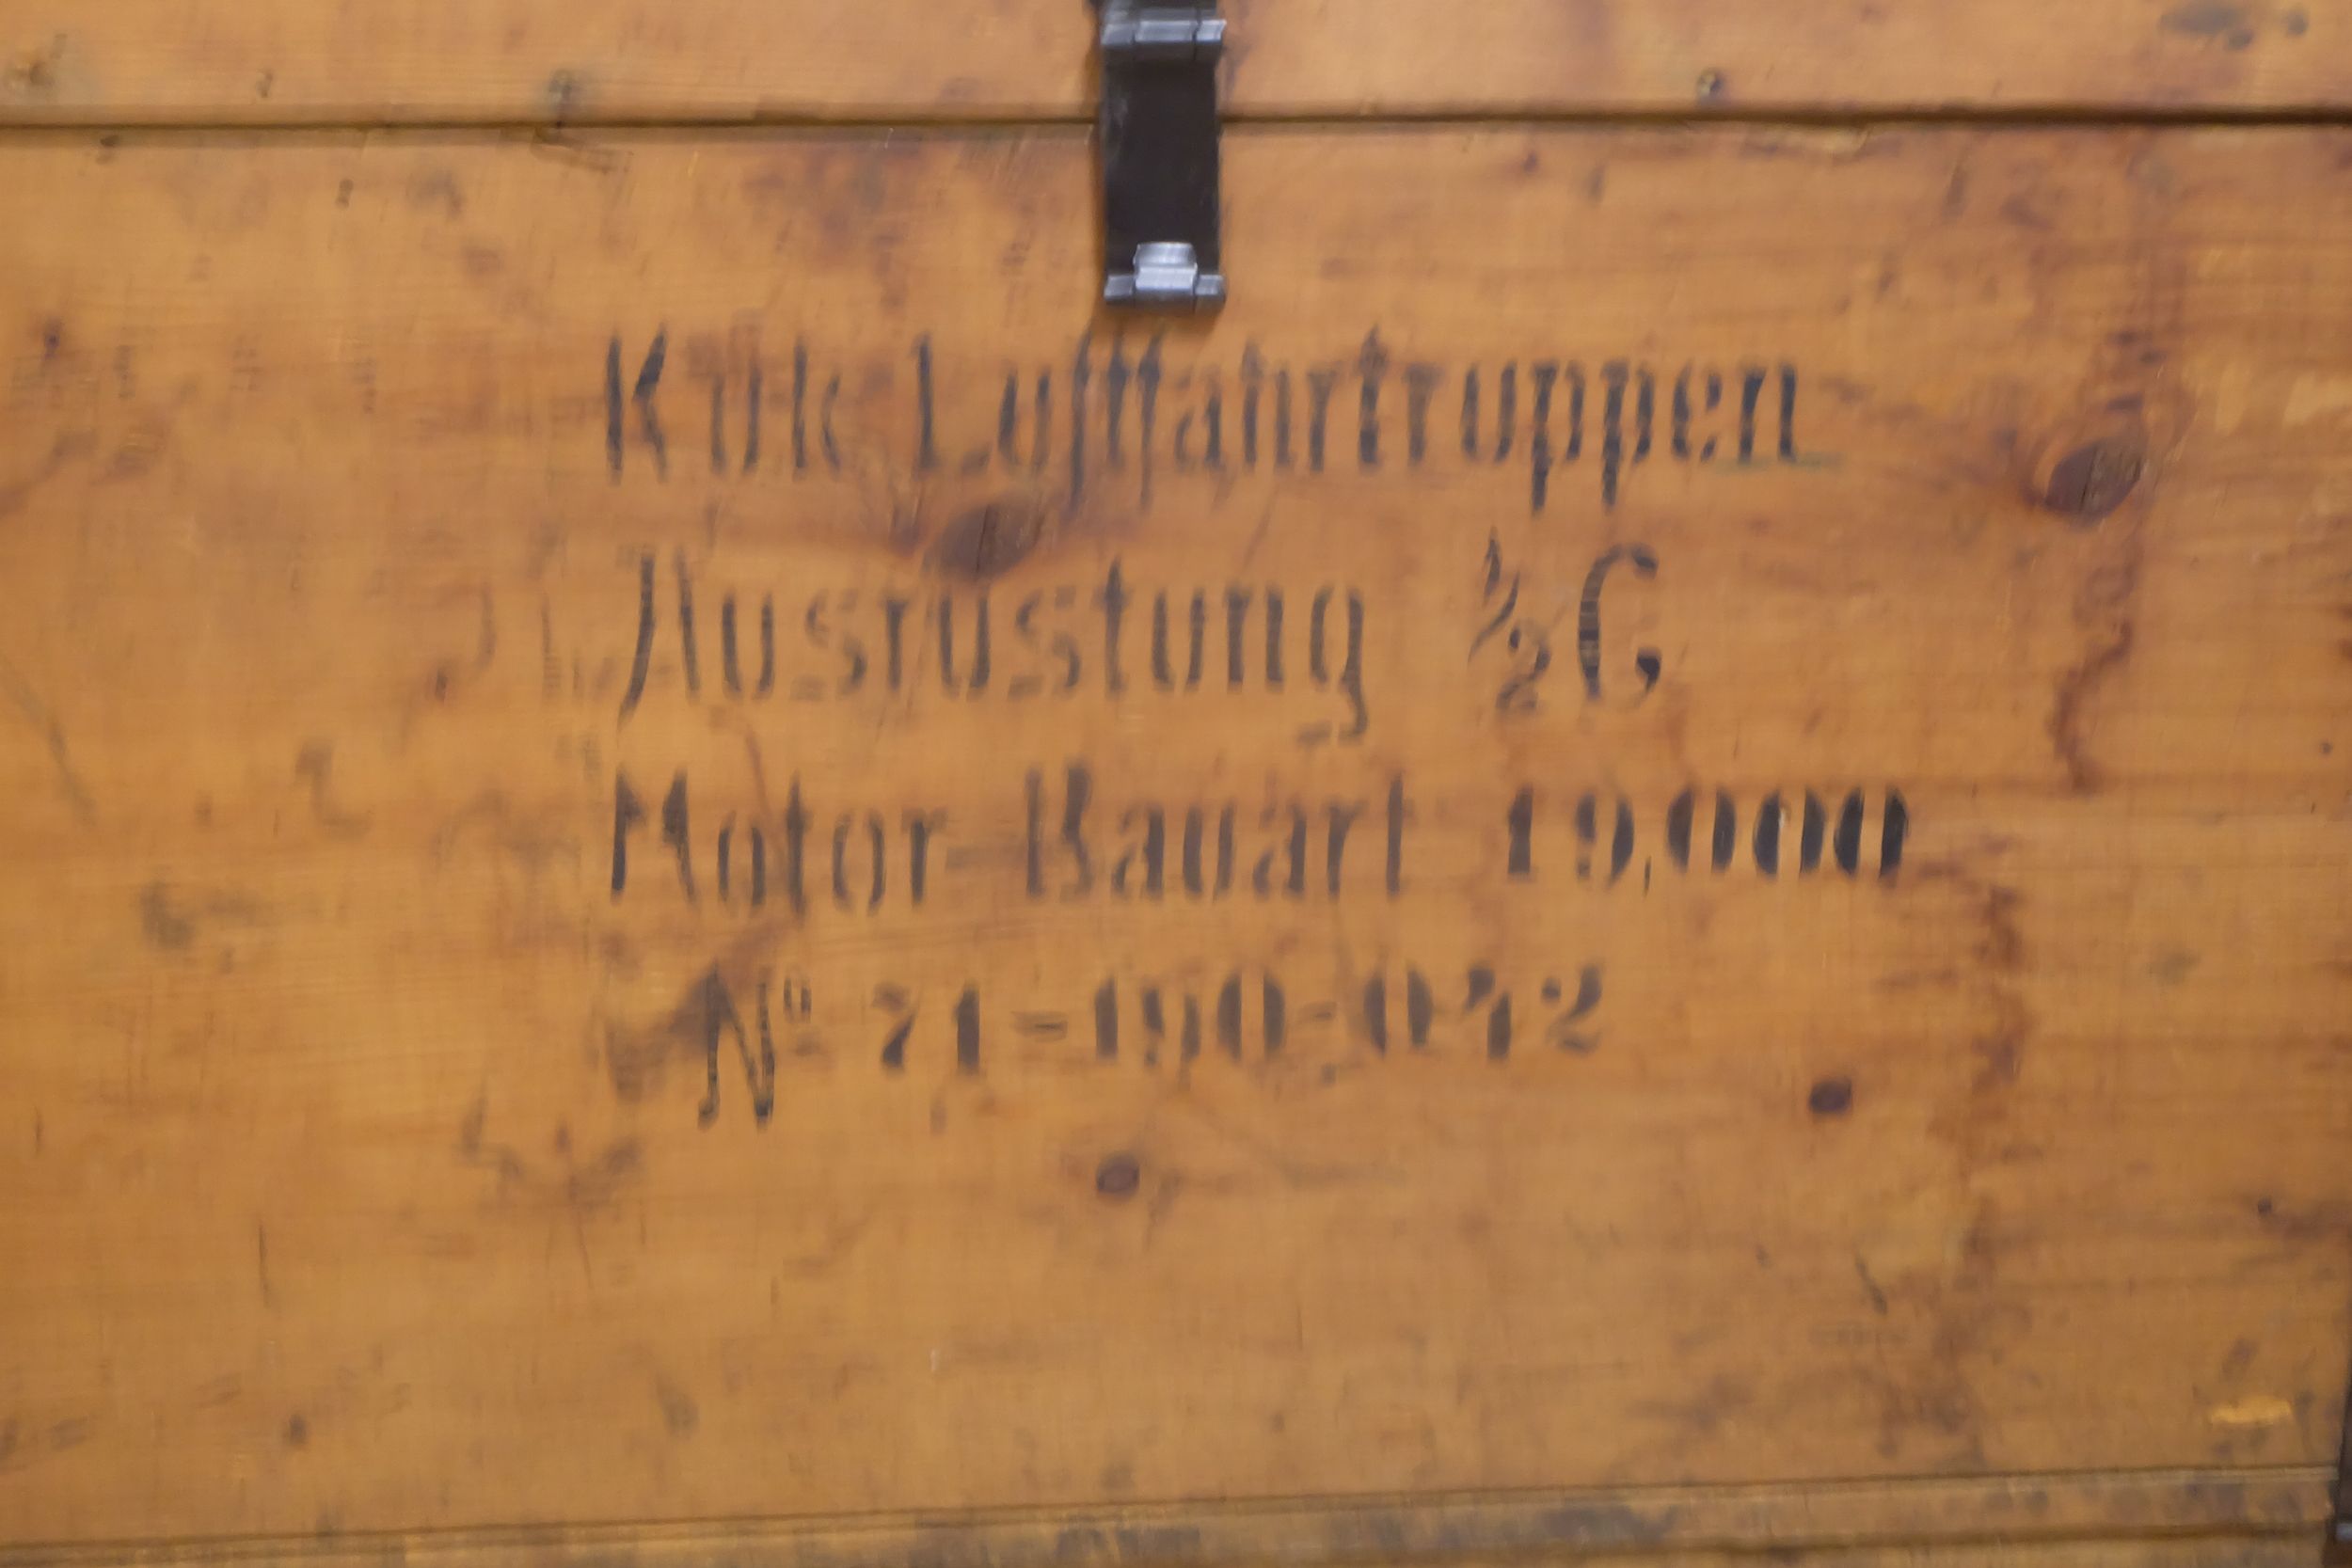 K u k Luftfahrtruppen
Ausrüstung ½ C
Motor-Bauart 19,000
Nº 71-190-042